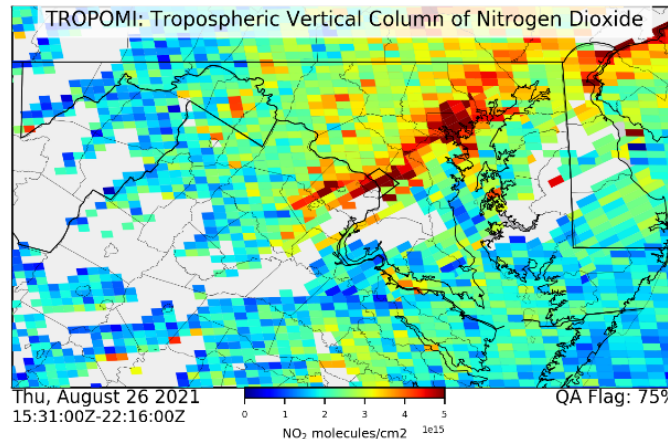 TROPOMI: Tropospheric Vertical Column of Nitrogen Dioxide
Thu, August 26 2021
QA Flag: 75%
15:31:00Z-22:16:00Z
0 1 2 3 4 5
1e15
NO₂ molecules/cm2